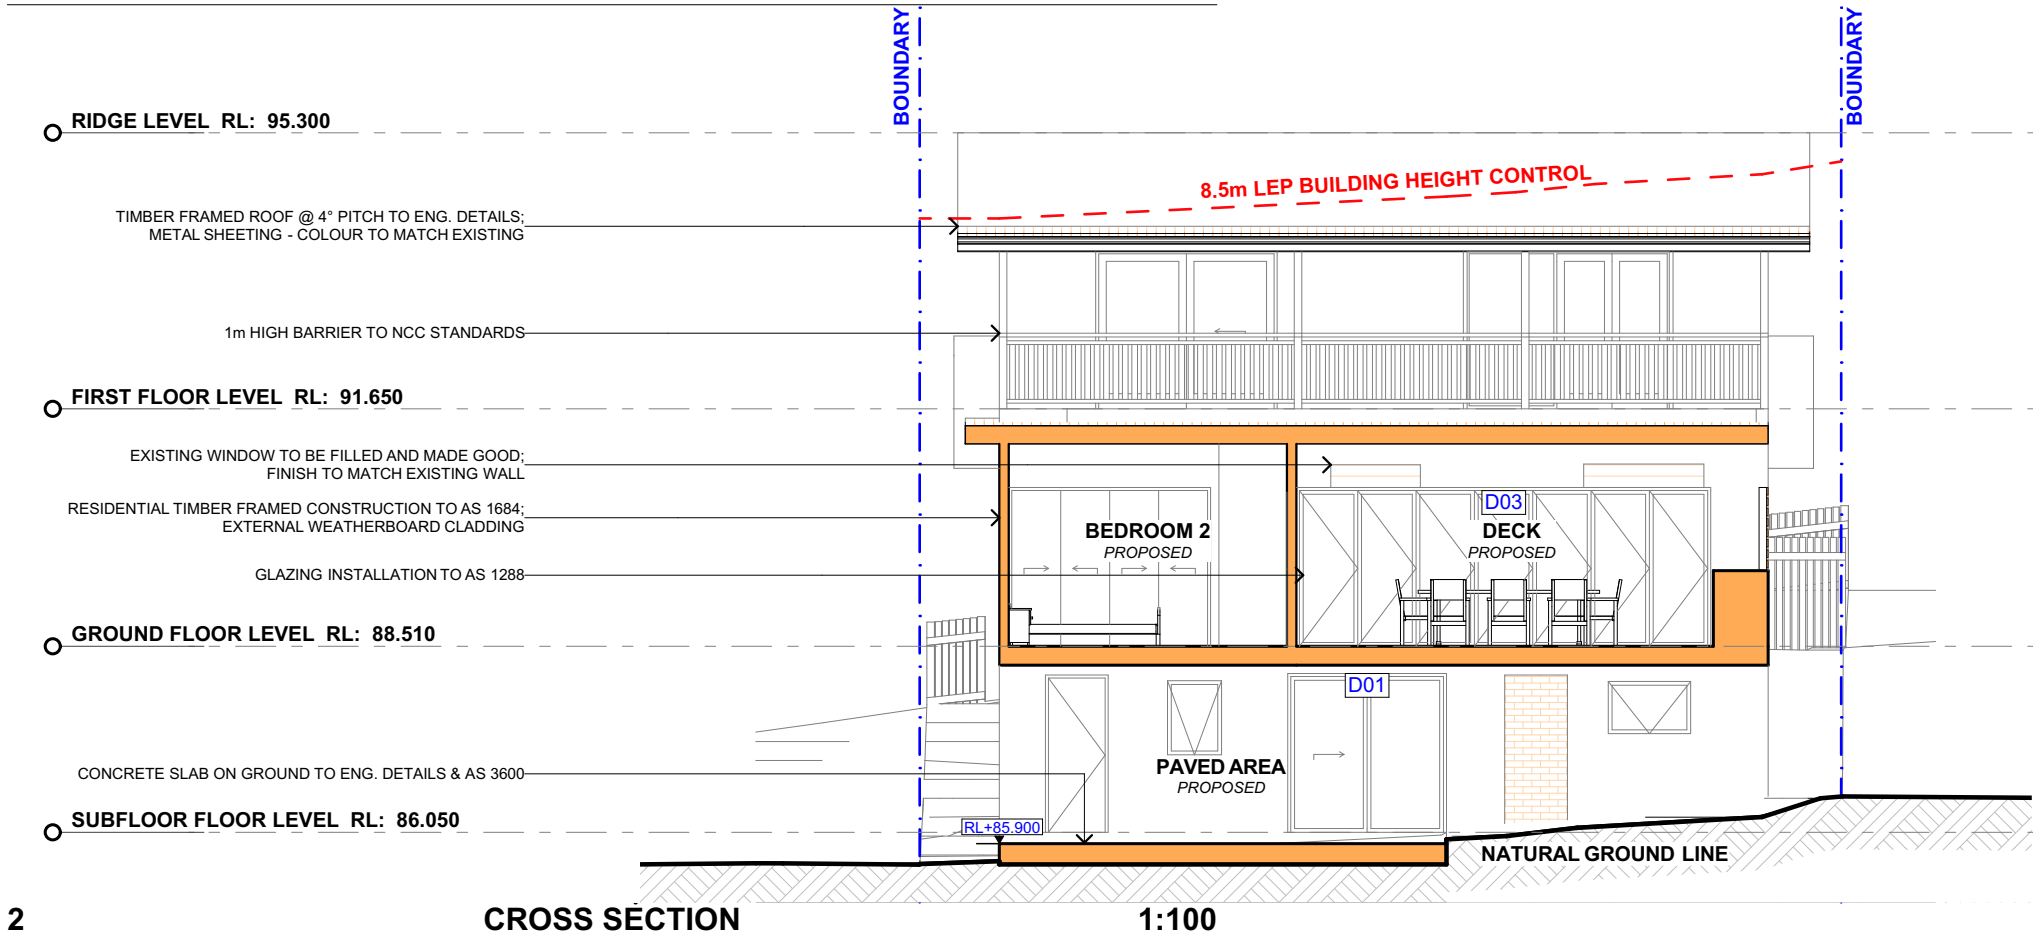 BOUNDARY
BOUNDARY
RIDGE LEVEL RL: 95.300
8.5m LEP BUILDING HEIGHT CONTROL
TIMBER FRAMED ROOF @ 4° PITCH TO ENG. DETAILS;
METAL SHEETING - COLOUR TO MATCH EXISTING
1m HIGH BARRIER TO NCC STANDARDS
FIRST FLOOR LEVEL RL: 91.650
EXISTING WINDOW TO BE FILLED AND MADE GOOD;
FINISH TO MATCH EXISTING WALL
RESIDENTIAL TIMBER FRAMED CONSTRUCTION TO AS 1684;
EXTERNAL WEATHERBOARD CLADDING
D03
BEDROOM 2
PROPOSED
DECK
PROPOSED
GLAZING INSTALLATION TO AS 1288
GROUND FLOOR LEVEL RL: 88.510
D01
PAVED AREA
PROPOSED
CONCRETE SLAB ON GROUND TO ENG. DETAILS & AS 3600
SUBFLOOR FLOOR LEVEL RL: 86.050
RL+85.900
NATURAL GROUND LINE
2 CROSS SECTION 1:100